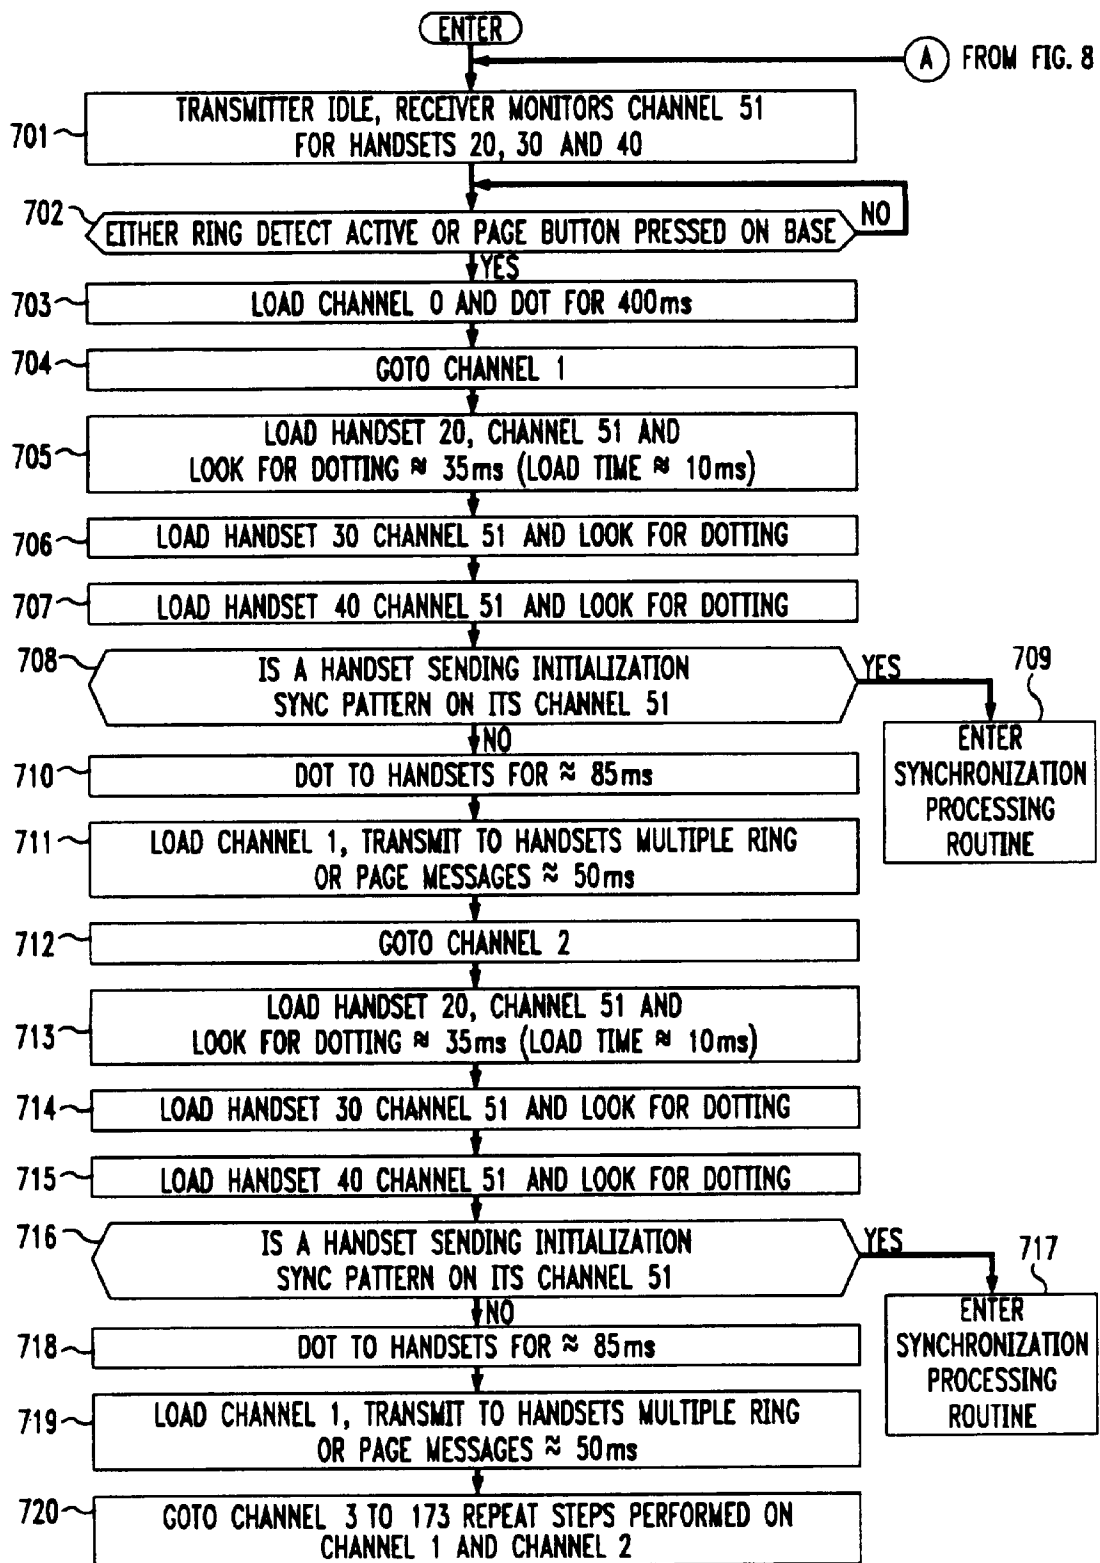 ENTER
A FROM FIG. 8
701
TRANSMITTER IDLE, RECEIVER MONITORS CHANNEL 51
FOR HANDSETS 20, 30 AND 40
702
EITHER RING DETECT ACTIVE OR PAGE BUTTON PRESSED ON BASE
NO
YES
703
LOAD CHANNEL 0 AND DOT FOR 400ms
704
GOTO CHANNEL 1
705
LOAD HANDSET 20, CHANNEL 51 AND
LOOK FOR DOTTING ≈ 35ms (LOAD TIME ≈ 10ms)
706
LOAD HANDSET 30 CHANNEL 51 AND LOOK FOR DOTTING
707
LOAD HANDSET 40 CHANNEL 51 AND LOOK FOR DOTTING
708
IS A HANDSET SENDING INITIALIZATION
SYNC PATTERN ON ITS CHANNEL 51
YES
709
ENTER
SYNCHRONIZATION
PROCESSING
ROUTINE
NO
710
DOT TO HANDSETS FOR ≈ 85ms
711
LOAD CHANNEL 1, TRANSMIT TO HANDSETS MULTIPLE RING
OR PAGE MESSAGES ≈ 50ms
712
GOTO CHANNEL 2
713
LOAD HANDSET 20, CHANNEL 51 AND
LOOK FOR DOTTING ≈ 35ms (LOAD TIME ≈ 10ms)
714
LOAD HANDSET 30 CHANNEL 51 AND LOOK FOR DOTTING
715
LOAD HANDSET 40 CHANNEL 51 AND LOOK FOR DOTTING
716
IS A HANDSET SENDING INITIALIZATION
SYNC PATTERN ON ITS CHANNEL 51
YES
717
ENTER
SYNCHRONIZATION
PROCESSING
ROUTINE
NO
718
DOT TO HANDSETS FOR ≈ 85ms
719
LOAD CHANNEL 1, TRANSMIT TO HANDSETS MULTIPLE RING
OR PAGE MESSAGES ≈ 50ms
720
GOTO CHANNEL 3 TO 173 REPEAT STEPS PERFORMED ON
CHANNEL 1 AND CHANNEL 2